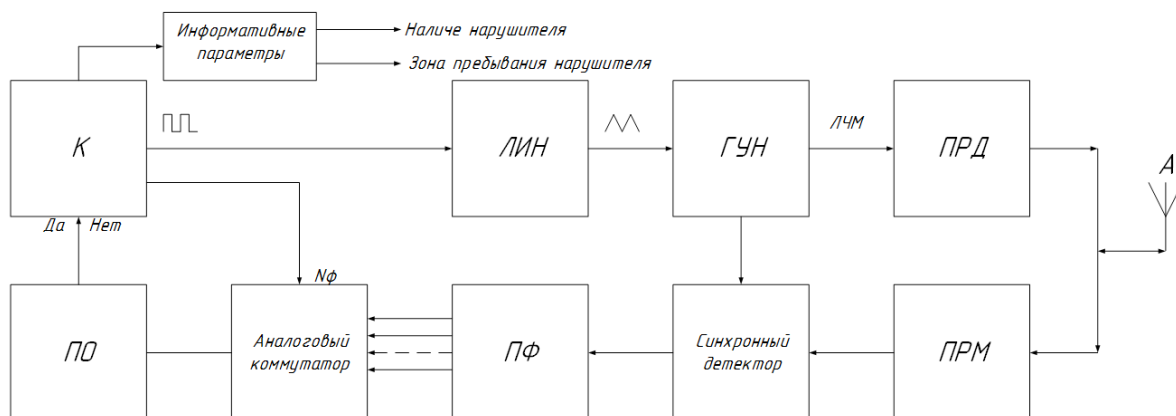 Информативные
параметры
Наличе нарушителя
Зона пребывания нарушителя
К
ЛИН
ГУН
ЛЧМ
ПРД
А
Да Нет
Nф
ПО
Аналоговый
коммутатор
ПФ
Синхронный
детектор
ПРМ